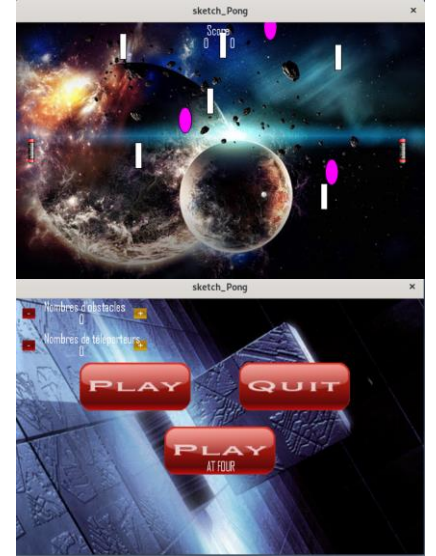 sketch_Pong ×
Score
0 0
sketch_Pong ×
- Nombres d'obstacles +
0
- Nombres de téléporteurs +
0
PLAY QUIT
PLAY
AT FOUR